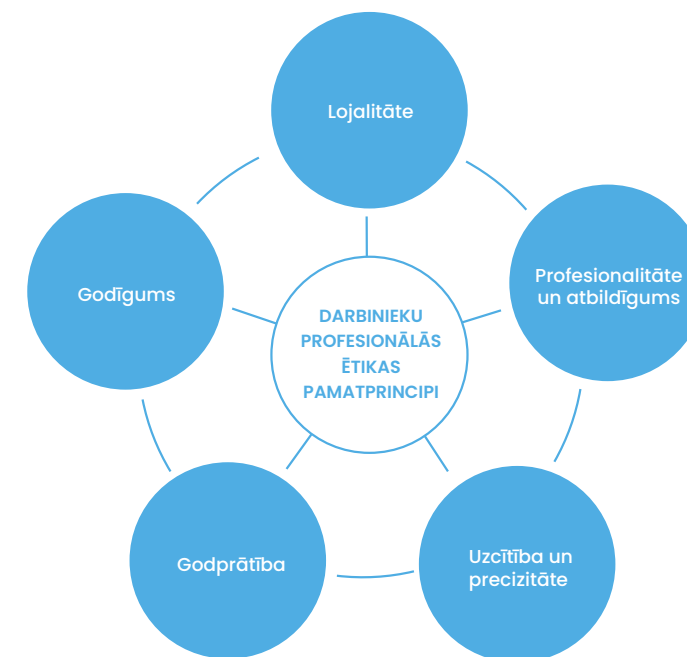 Lojalitāte
Profesionalitāte
un atbildīgums
Godīgums
DARBINIEKU
PROFESIONĀLĀS
ĒTIKAS
PAMATPRINCIPI
Uzcītība un
precizitāte
Godprātība